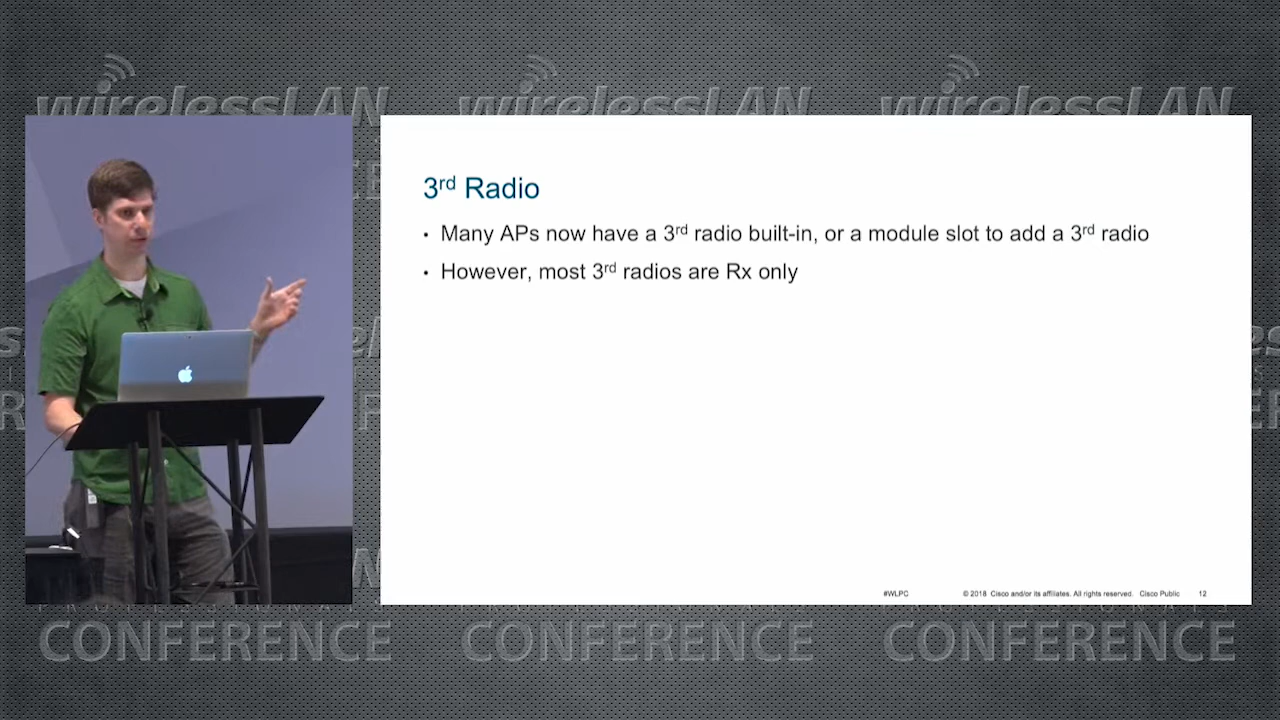 wirelessLAN wirelessLAN wirelessLAN
3rd Radio
• Many APs now have a 3rd radio built-in, or a module slot to add a 3rd radio
• However, most 3rd radios are Rx only
#WLPC © 2018 Cisco and/or its affiliates. All rights reserved. Cisco Public 12
CONFERENCE CONFERENCE CONFERENCE